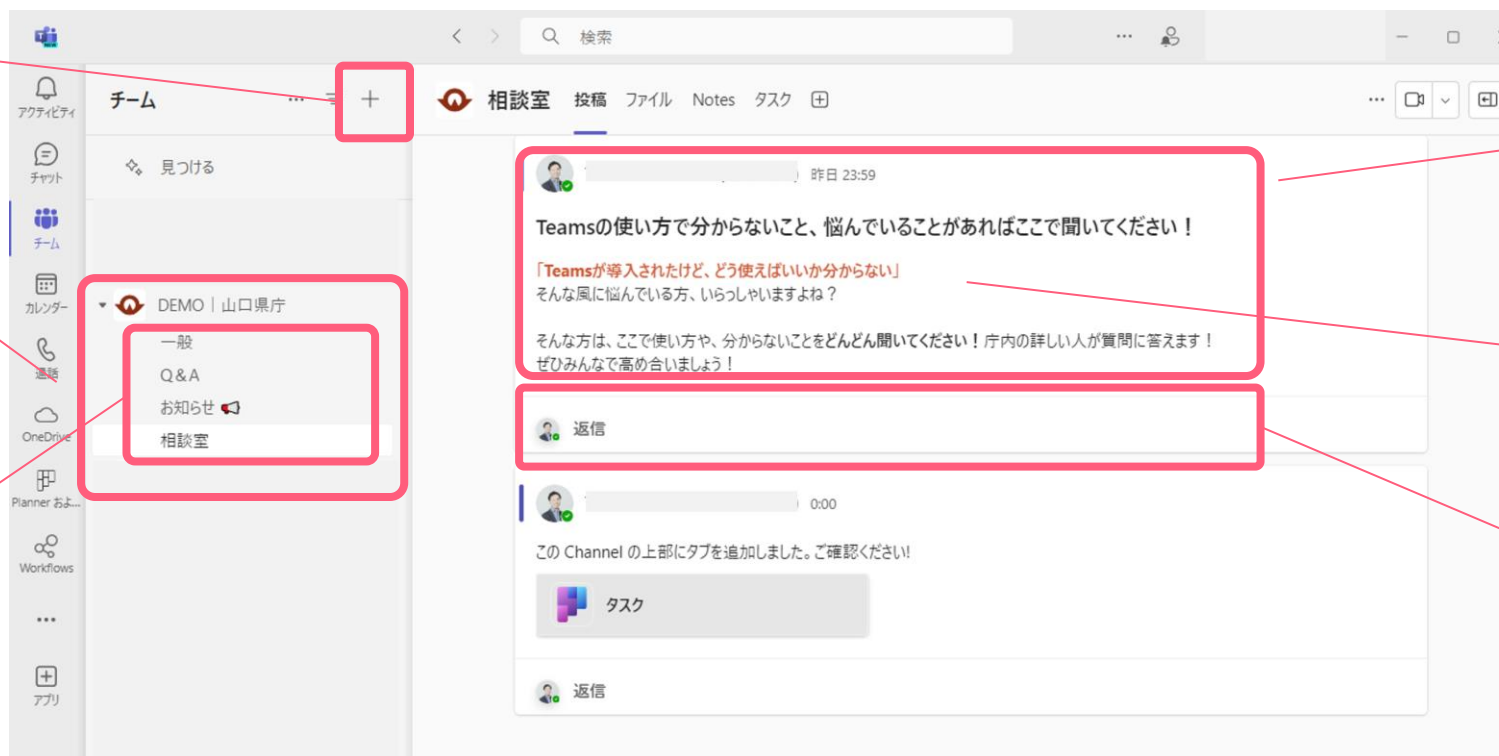 検索
アクティビティ
チャット
チーム
カレンダー
通話
OneDrive
Planner およ...
Workflows
アプリ
チーム
見つける
DEMO｜山口県庁
一般
Q&A
お知らせ
相談室
相談室 投稿 ファイル Notes タスク
昨日 23:59
Teamsの使い方で分からないこと、悩んでいることがあればここで聞いてください！
「Teamsが導入されたけど、どう使えばいいか分からない」
そんな風に悩んでいる方、いらっしゃいますよね？
そんな方は、ここで使い方や、分からないことをどんどん聞いてください！庁内の詳しい人が質問に答えます！
ぜひみんなで高め合いましょう！
返信
0:00
この Channel の上部にタブを追加しました。ご確認ください!
タスク
返信